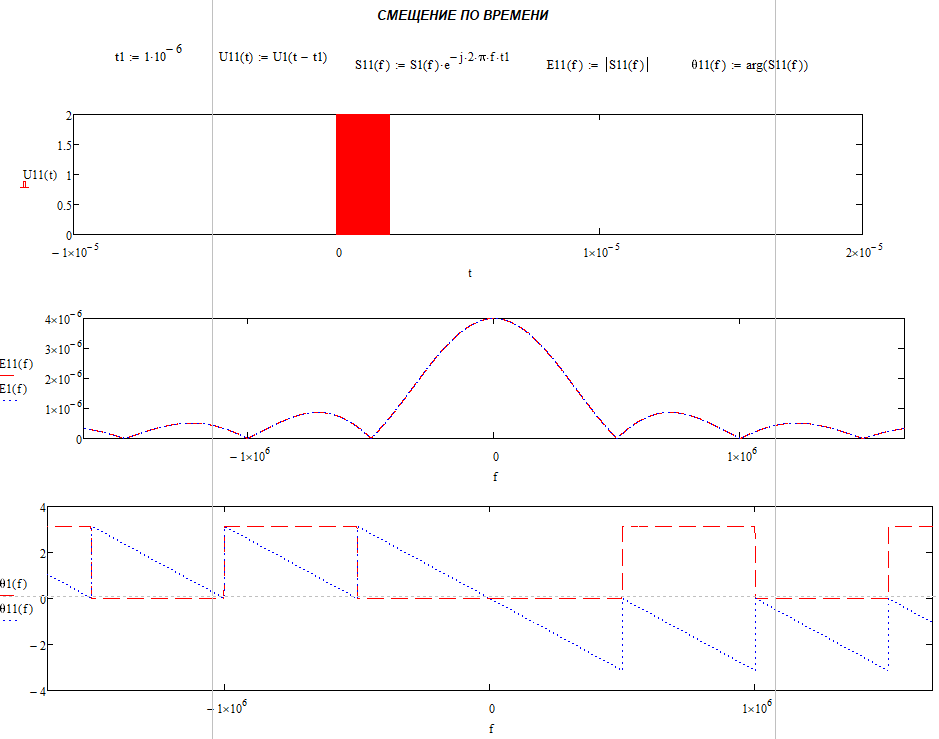 СМЕЩЕНИЕ ПО ВРЕМЕНИ
t1 := 1·10^-6 U11(t) := U1(t − t1) S11(f) := S1(f)·e^-j·2·π·f·t1 E11(f) := |S11(f)| θ11(f) := arg(S11(f))
2
1.5
U11(t) 1
0.5
0
−1×10^-5 0 1×10^-5 2×10^-5
t
4×10^-6
3×10^-6
E11(f)
2×10^-6
E1(f)
1×10^-6
0
−1×10^6 0 1×10^6
f
4
2
θ1(f)
0
θ11(f)
−2
−4
−1×10^6 0 1×10^6
f